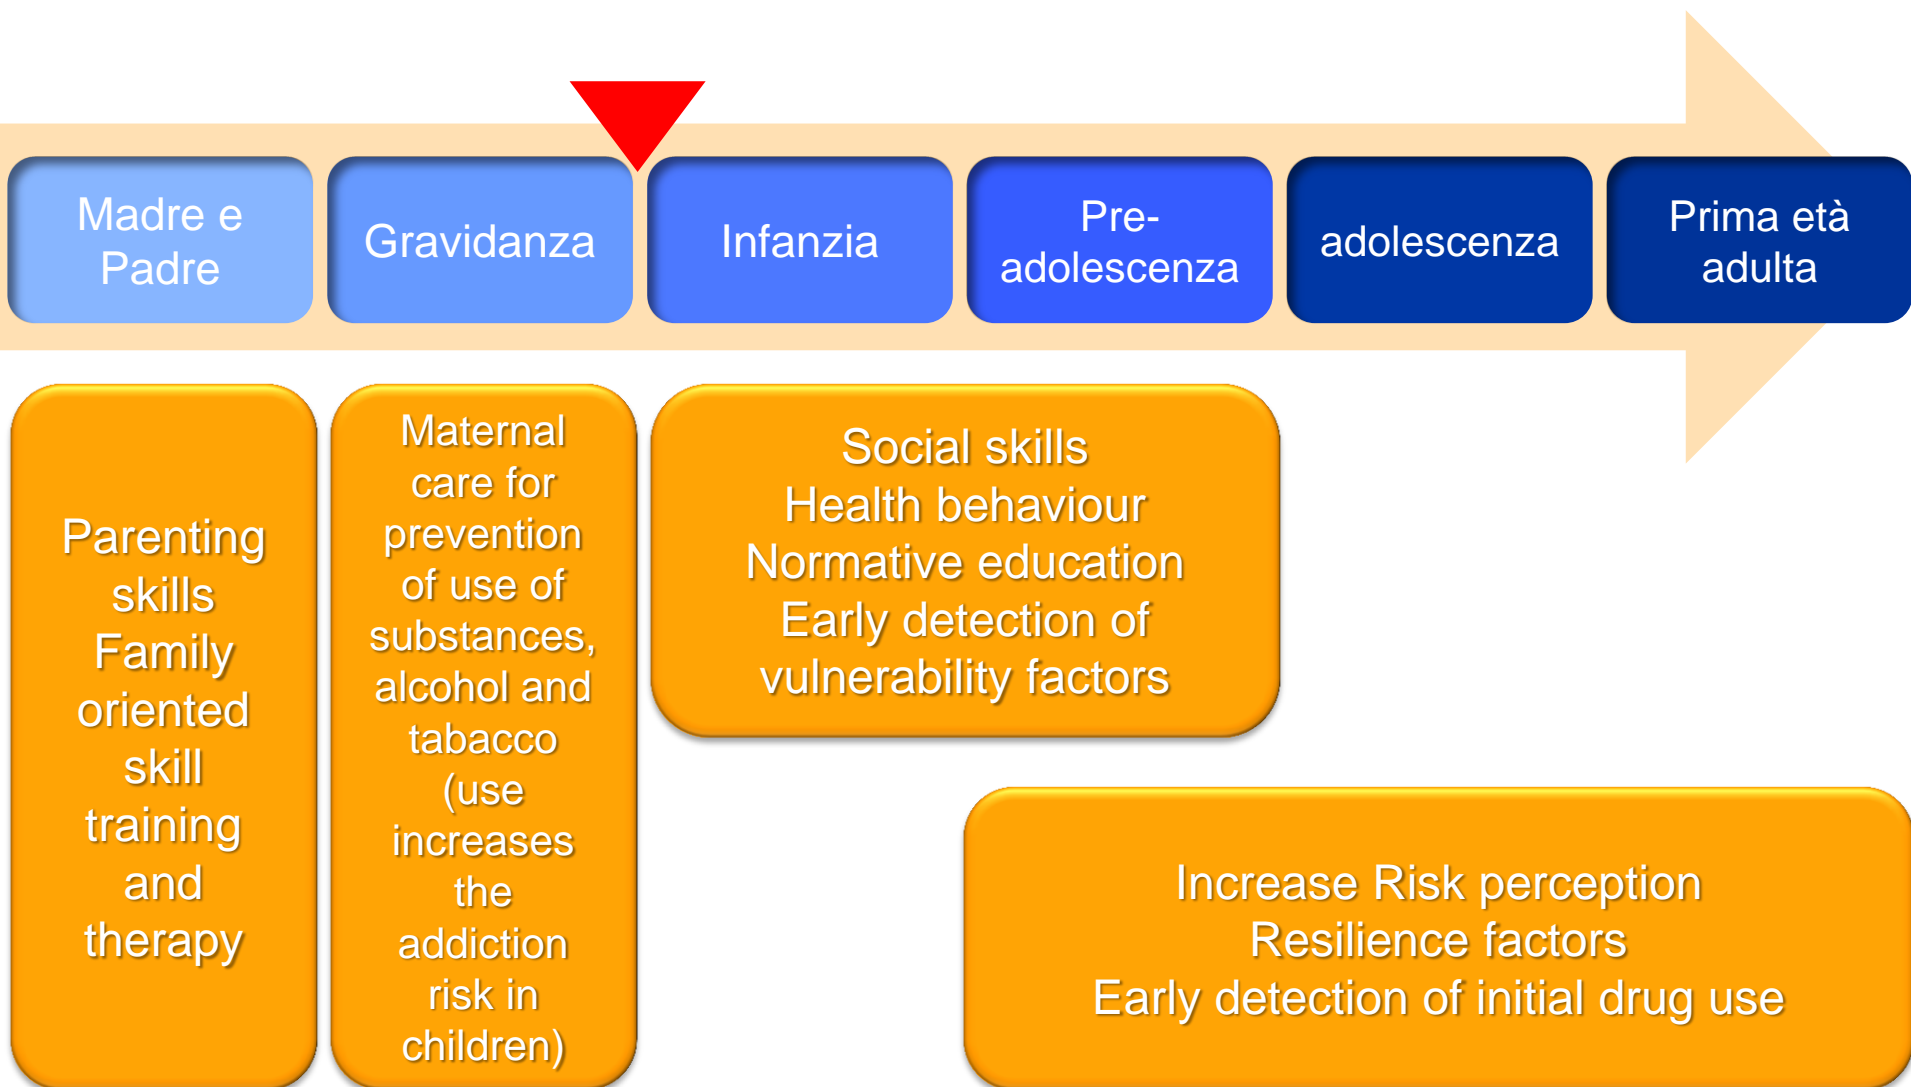 Madre e
Padre
Gravidanza
Infanzia
Pre-
adolescenza
adolescenza
Prima età
adulta
Parenting
skills
Family
oriented
skill
training
and
therapy
Maternal
care for
prevention
of use of
substances,
alcohol and
tabacco
(use
increases
the
addiction
risk in
children)
Social skills
Health behaviour
Normative education
Early detection of
vulnerability factors
Increase Risk perception
Resilience factors
Early detection of initial drug use